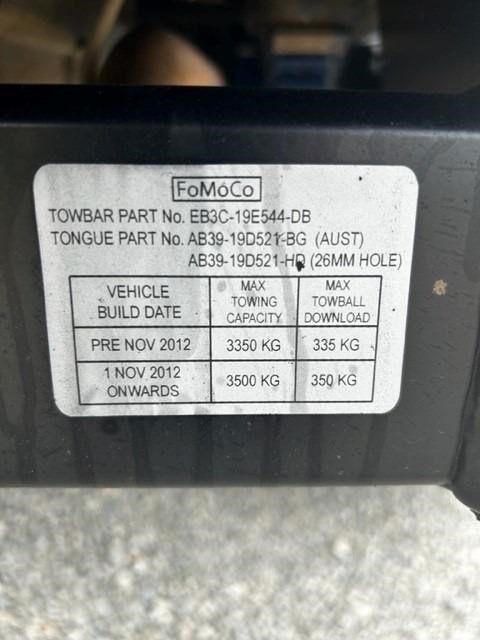 FoMoCo
TOWBAR PART No. EB3C-19E544-DB
TONGUE PART No. AB39-19D521-BG (AUST)
AB39-19D521-HD (26MM HOLE)
VEHICLE BUILD DATE
MAX TOWING CAPACITY
MAX TOWBALL DOWNLOAD
PRE NOV 2012 3350 KG 335 KG
1 NOV 2012 ONWARDS 3500 KG 350 KG